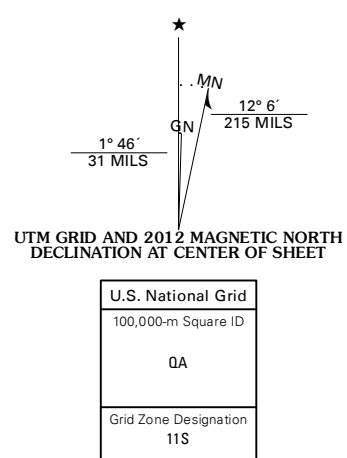 ★
MN
GN
12° 6´
215 MILS
1° 46´
31 MILS
UTM GRID AND 2012 MAGNETIC NORTH
DECLINATION AT CENTER OF SHEET
U.S. National Grid
100,000-m Square ID
QA
Grid Zone Designation
11S